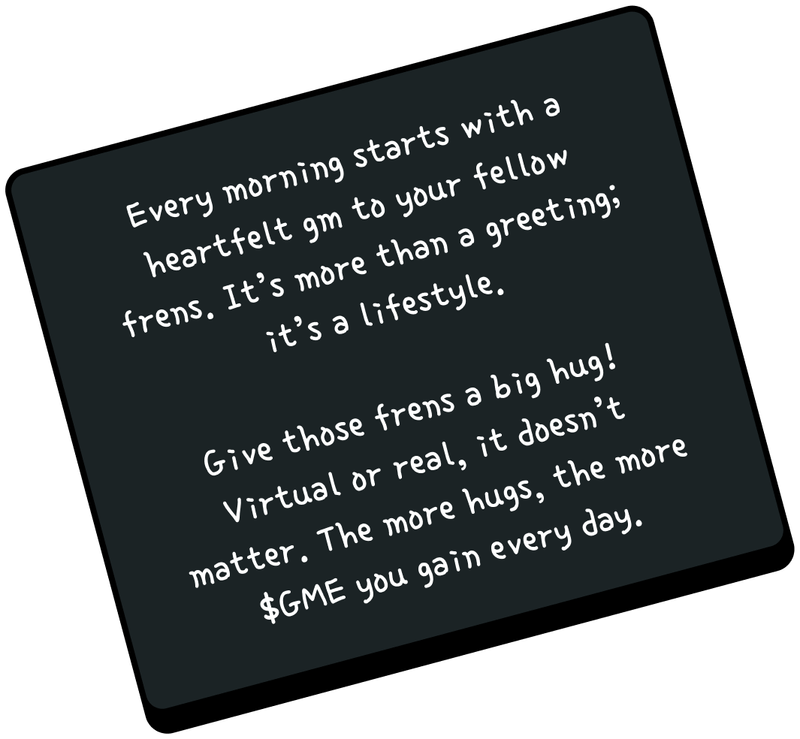 Every morning starts with a
heartfelt gm to your fellow
frens. It's more than a greeting;
it's a lifestyle.
Give those frens a big hug!
Virtual or real, it doesn't
matter. The more hugs, the more
$GME you gain every day.